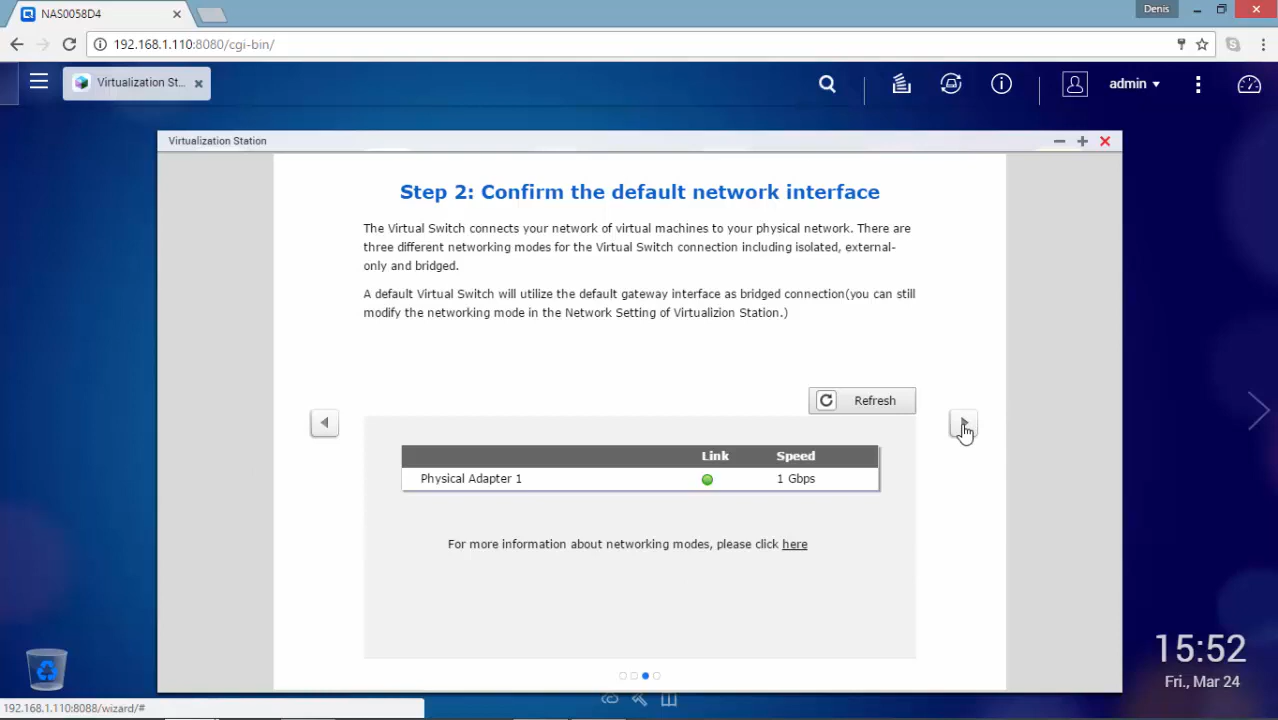 NAS0058D4
Denis
192.168.1.110:8080/cgi-bin/
Virtualization St...
admin
Virtualization Station
Step 2: Confirm the default network interface
The Virtual Switch connects your network of virtual machines to your physical network. There are
three different networking modes for the Virtual Switch connection including isolated, external-
only and bridged.
A default Virtual Switch will utilize the default gateway interface as bridged connection(you can still
modify the networking mode in the Network Setting of Virtualizion Station.)
Refresh
Link Speed
Physical Adapter 1 1 Gbps
For more information about networking modes, please click here
15:52
Fri., Mar 24
192.168.1.110:8088/wizard/#